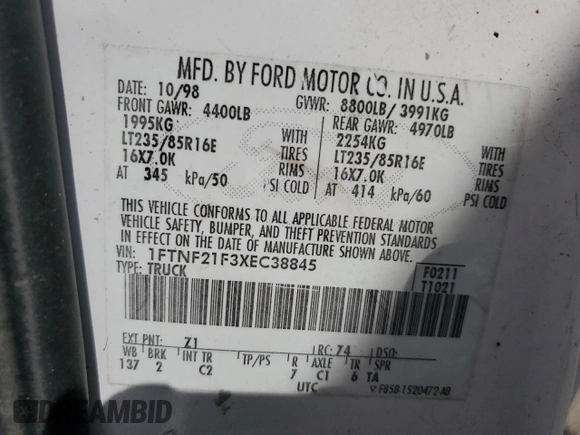 MFD. BY FORD MOTOR CO. IN U.S.A.
DATE: 10/98 GVWR: 8800LB/ 3991KG
FRONT GAWR: 4400LB REAR GAWR: 4970LB
1995KG WITH 2254KG WITH
LT235/85R16E TIRES LT235/85R16E TIRES
16X7.0K RIMS 16X7.0K RIMS
AT 345 kPa/50 PSI COLD AT 414 kPa/60 PSI COLD
THIS VEHICLE CONFORMS TO ALL APPLICABLE FEDERAL MOTOR
VEHICLE SAFETY, BUMPER, AND THEFT PREVENTION STANDARDS
IN EFFECT ON THE DATE OF MANUFACTURE SHOWN ABOVE.
VIN: 1FTNF21F3XEC38845 F0211
TYPE: TRUCK T1021
EXT PNT: Z1 RC: 74 DSO:
WB BRK INT TR TP/PS R AXLE TR SPR
137 2 C2 7 C1 6 TA
UTC F85B-1520472-AB
DREAMBID